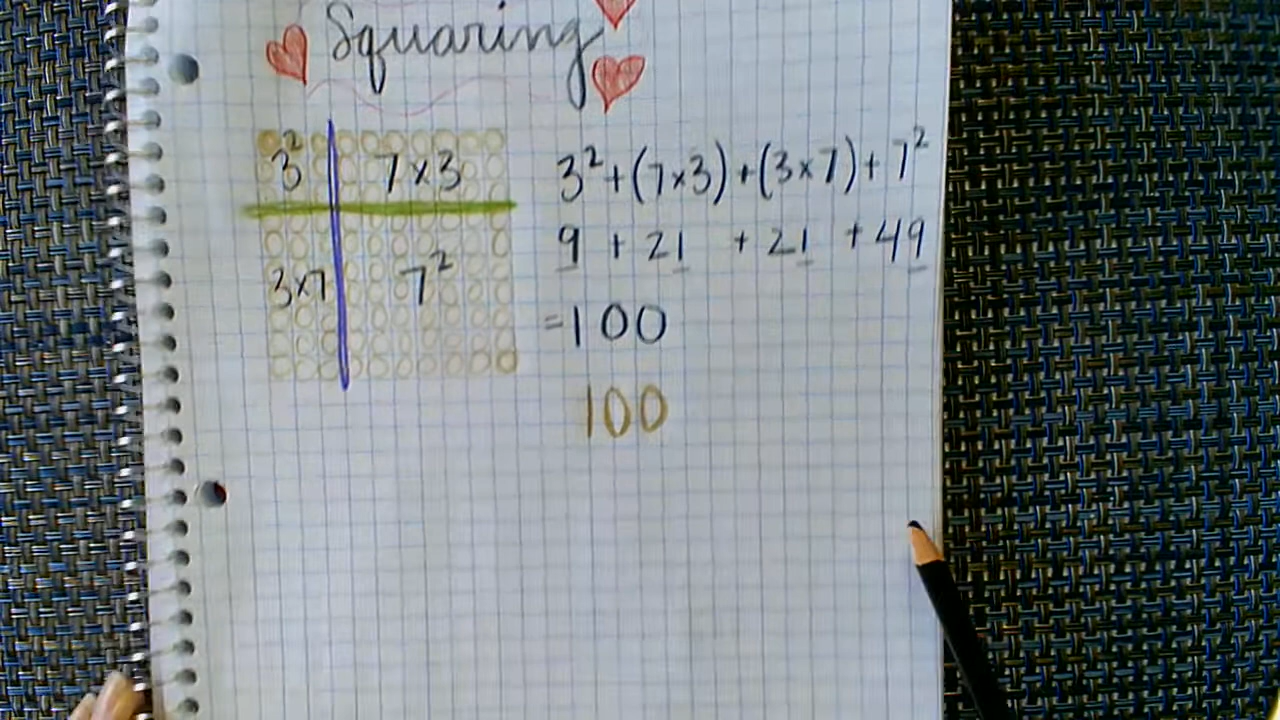 Squaring
3² 7×3
3×7 7²
3²+(7×3)+(3×7)+7²
9 + 21 + 21 + 49
=100
100